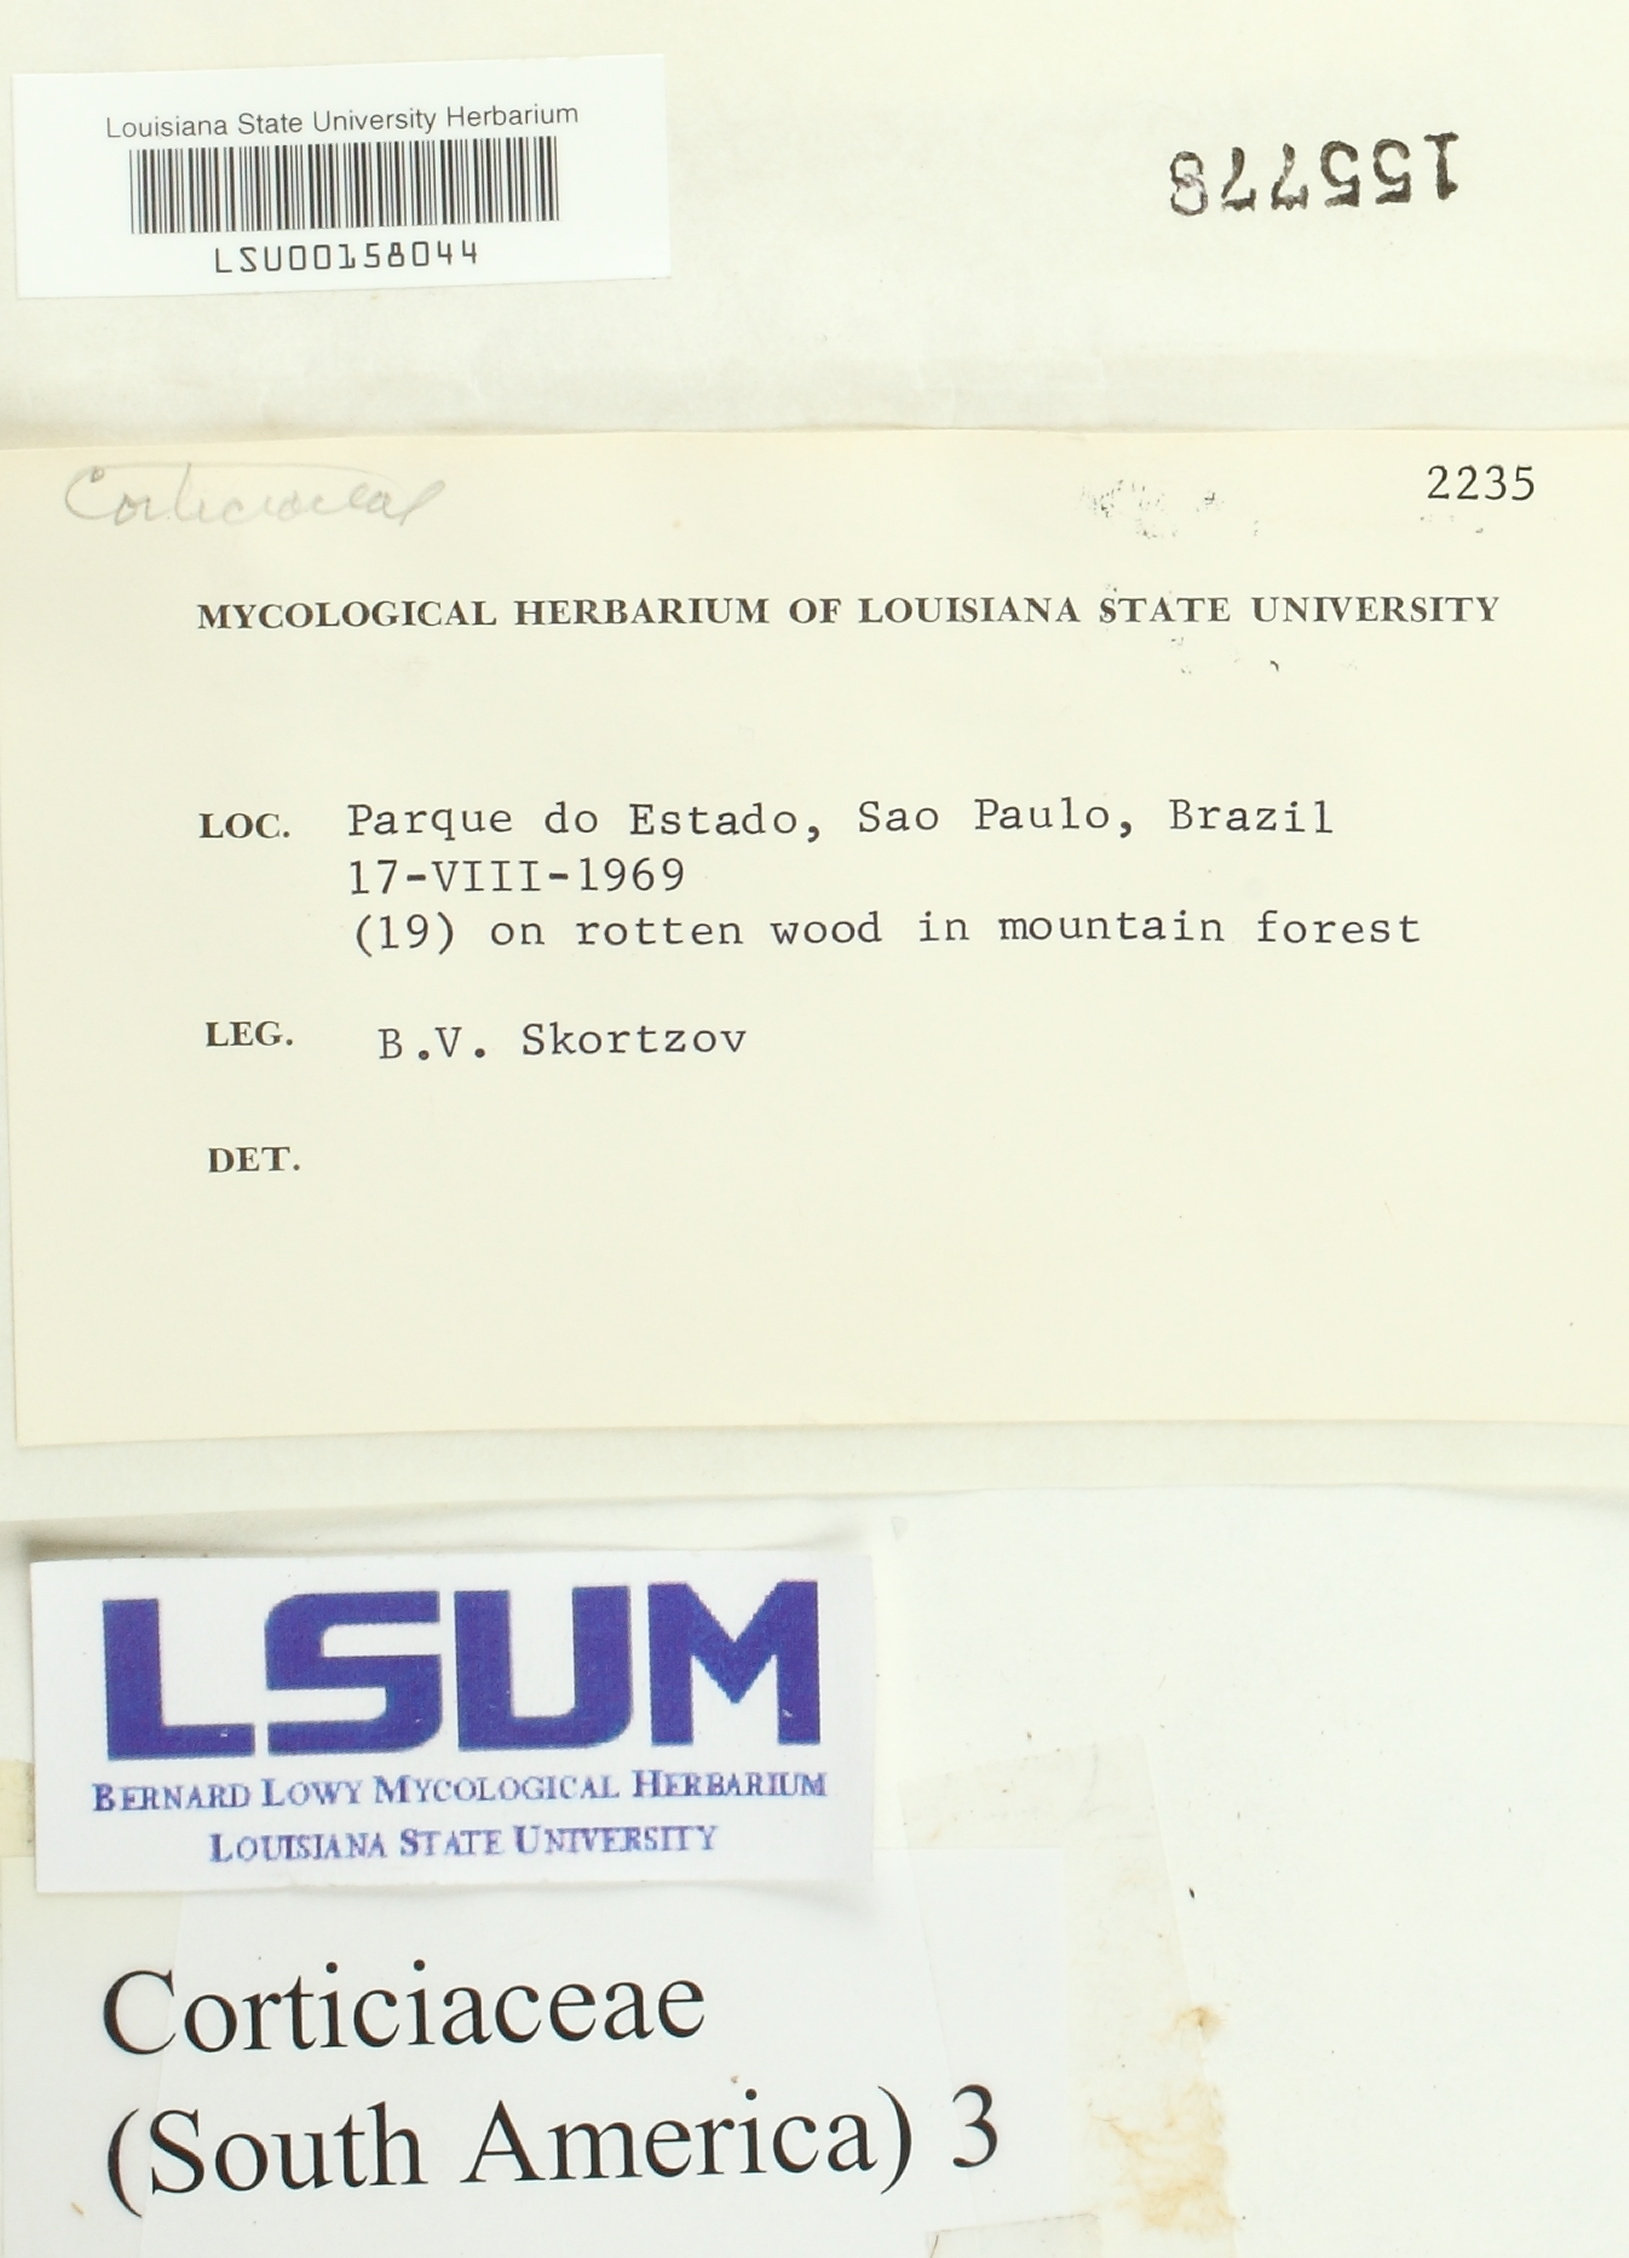 Louisiana State University Herbarium
LSU00158044
155778
Corticiaceae
2235
MYCOLOGICAL HERBARIUM OF LOUISIANA STATE UNIVERSITY
LOC. Parque do Estado, Sao Paulo, Brazil
17-VIII-1969
(19) on rotten wood in mountain forest
LEG. B.V. Skortzov
DET.
LSUM
BERNARD LOWY MYCOLOGICAL HERBARIUM
LOUISIANA STATE UNIVERSITY
Corticiaceae
(South America) 3